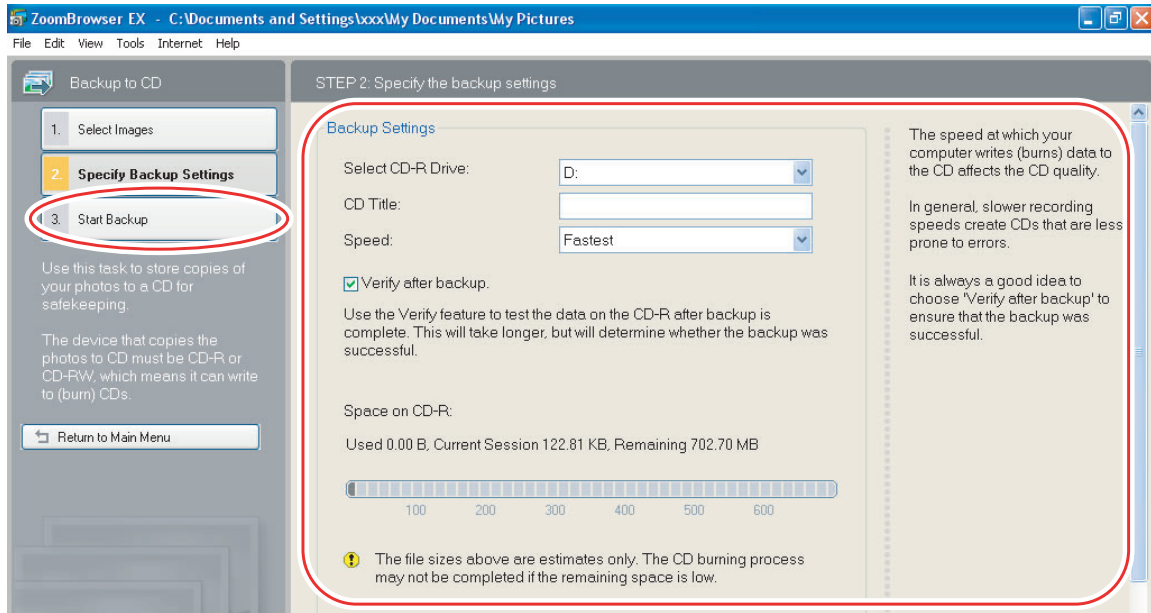 ZoomBrowser EX - C:\Documents and Settings\xxx\My Documents\My Pictures
File Edit View Tools Internet Help
Backup to CD
1. Select Images
2. Specify Backup Settings
3. Start Backup
Use this task to store copies of
your photos to a CD for
safekeeping.
The device that copies the
photos to CD must be CD-R or
CD-RW, which means it can write
to (burn) CDs.
Return to Main Menu
STEP 2: Specify the backup settings
Backup Settings
Select CD-R Drive: D:
CD Title:
Speed: Fastest
Verify after backup.
Use the Verify feature to test the data on the CD-R after backup is
complete. This will take longer, but will determine whether the backup was
successful.
Space on CD-R:
Used 0.00 B, Current Session 122.81 KB, Remaining 702.70 MB
100 200 300 400 500 600
The file sizes above are estimates only. The CD burning process
may not be completed if the remaining space is low.
The speed at which your
computer writes (burns) data to
the CD affects the CD quality.
In general, slower recording
speeds create CDs that are less
prone to errors.
It is always a good idea to
choose 'Verify after backup' to
ensure that the backup was
successful.